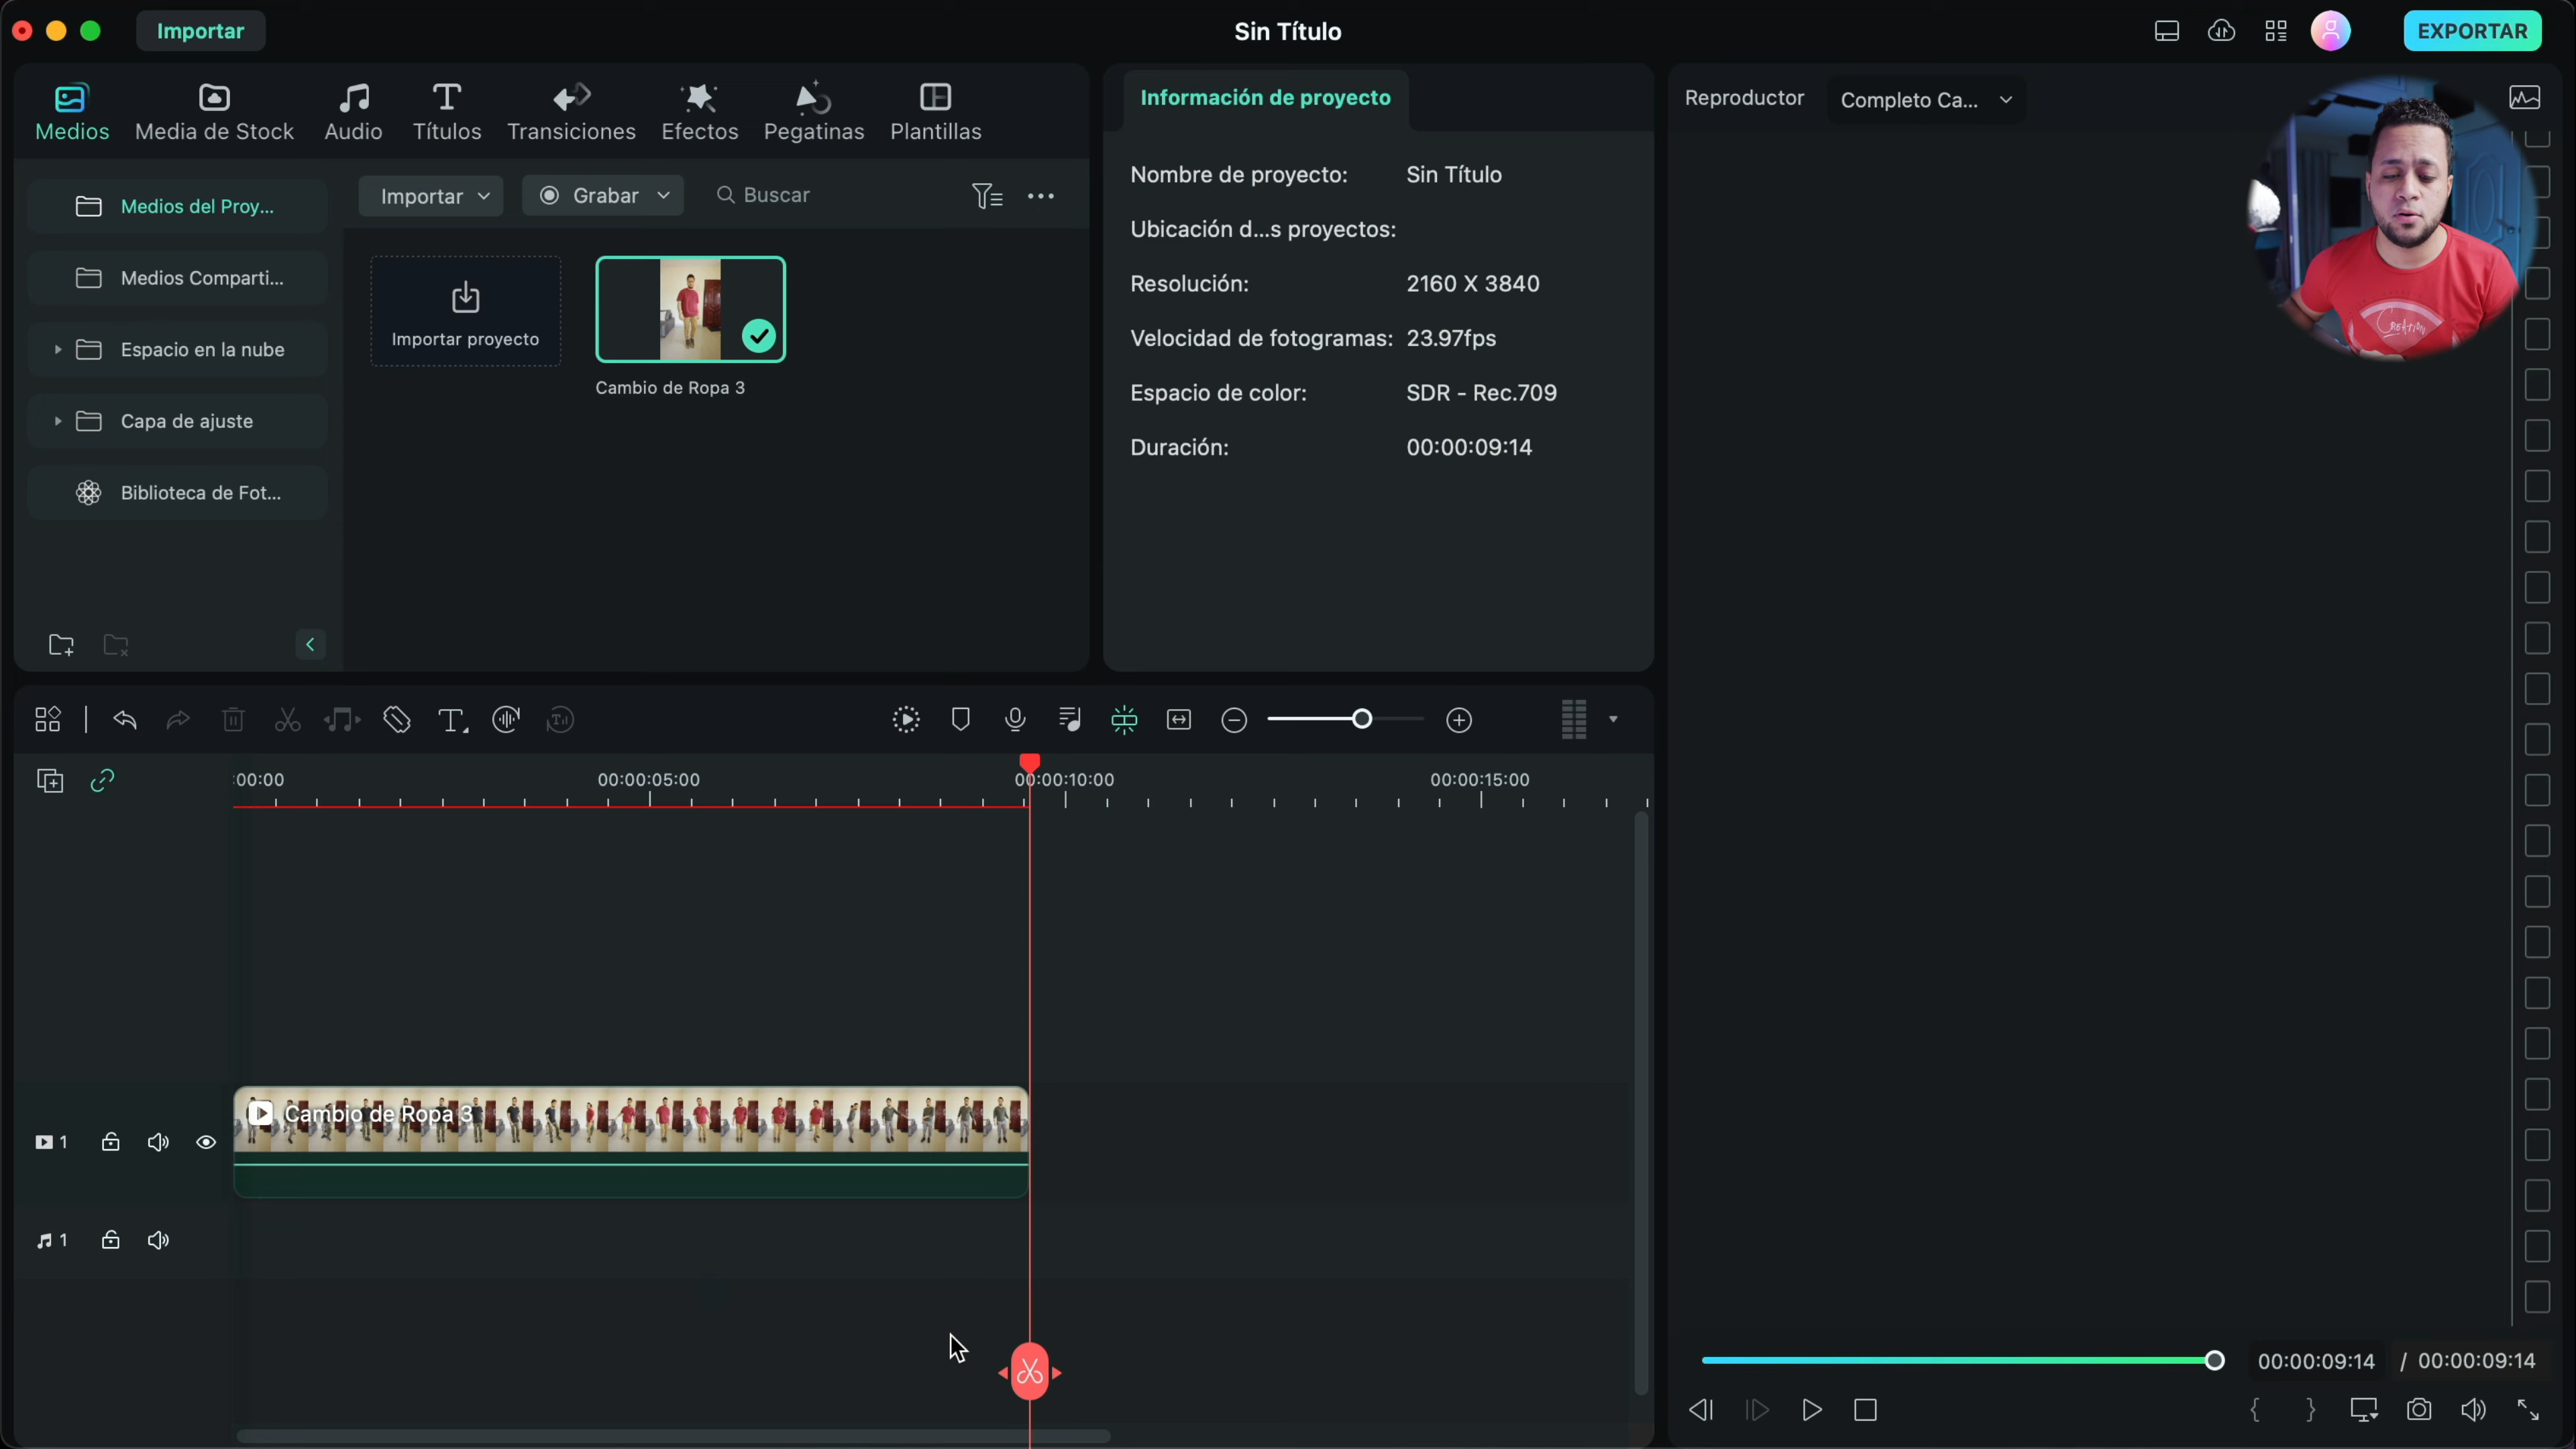 Importar
Sin Título
EXPORTAR
Medios
Media de Stock
Audio
Títulos
Transiciones
Efectos
Pegatinas
Plantillas
Medios del Proy...
Medios Comparti...
Espacio en la nube
Capa de ajuste
Biblioteca de Fot...
Importar
Grabar
Buscar
Importar proyecto
Cambio de Ropa 3
Información de proyecto
Nombre de proyecto: Sin Título
Ubicación d...s proyectos:
Resolución: 2160 X 3840
Velocidad de fotogramas: 23.97fps
Espacio de color: SDR - Rec.709
Duración: 00:00:09:14
Reproductor
Completo Ca...
Creation
:00:00
00:00:05:00
00:00:10:00
00:00:15:00
Cambio de Ropa 3
1
1
00:00:09:14 / 00:00:09:14